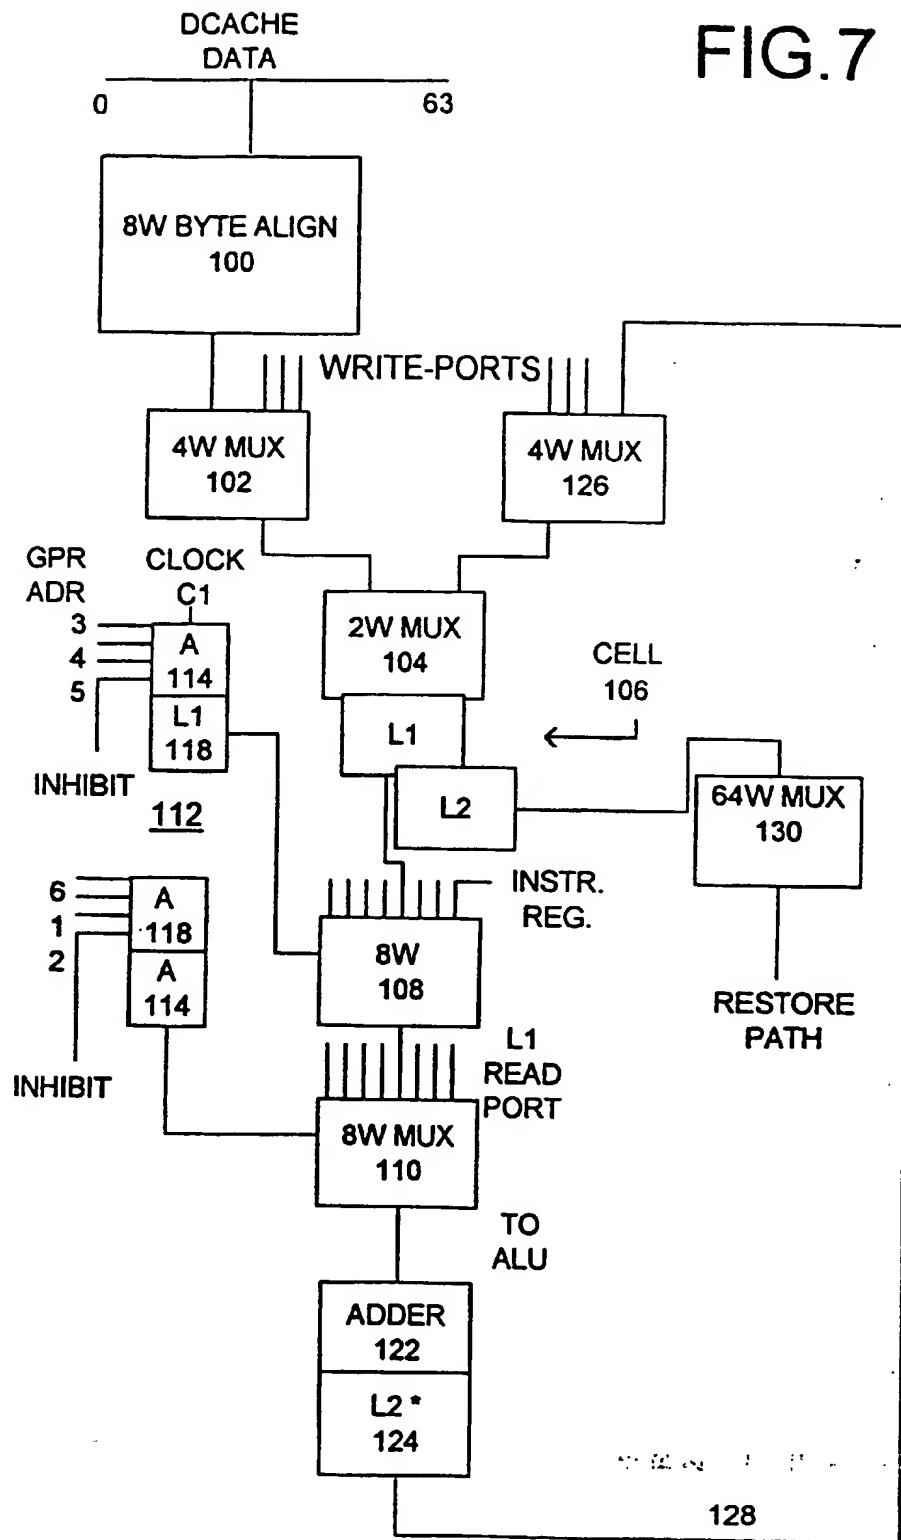 DCACHE
DATA
FIG.7
0
63
8W BYTE ALIGN
100
WRITE-PORTS
4W MUX
102
4W MUX
126
GPR
ADR
CLOCK
C1
3
4
5
A
114
L1
118
INHIBIT
112
2W MUX
104
L1
L2
CELL
106
64W MUX
130
RESTORE
PATH
INSTR.
REG.
6
1
2
A
118
A
114
INHIBIT
8W
108
L1
READ
PORT
8W MUX
110
TO
ALU
ADDER
122
L2 *
124
128